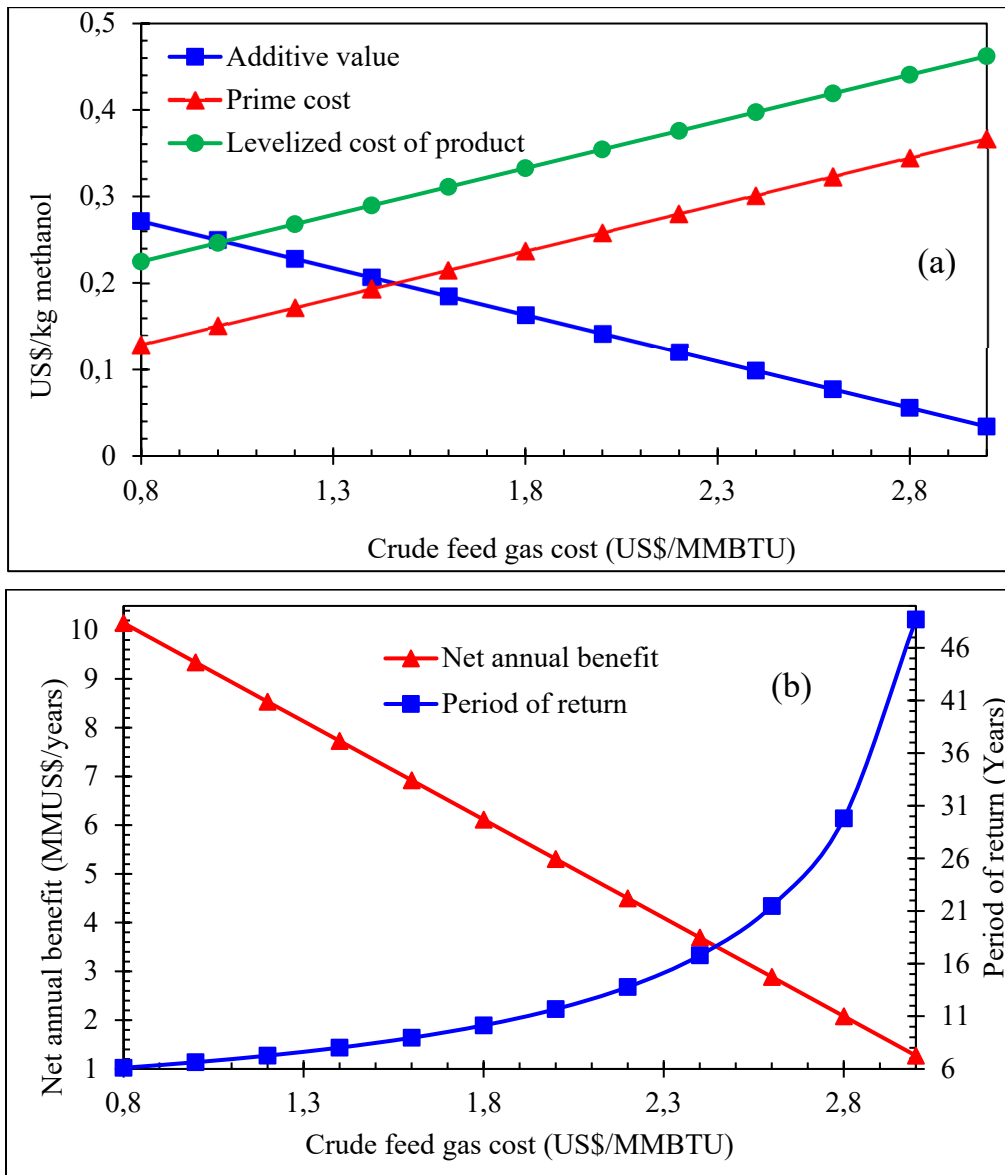 0,5
Additive value
0,4
Prime cost
Levelized cost of product
0,3
US$/kg methanol
(a)
0,2
0,1
0
0,8
1,3
1,8
2,3
2,8
Crude feed gas cost (US$/MMBTU)
10
46
Net annual benefit
9
Period of return
(b)
41
8
36
7
31
6
26
5
21
4
16
3
11
2
6
1
Net annual benefit (MMUS$/years)
Period of return (Years)
0,8
1,3
1,8
2,3
2,8
Crude feed gas cost (US$/MMBTU)